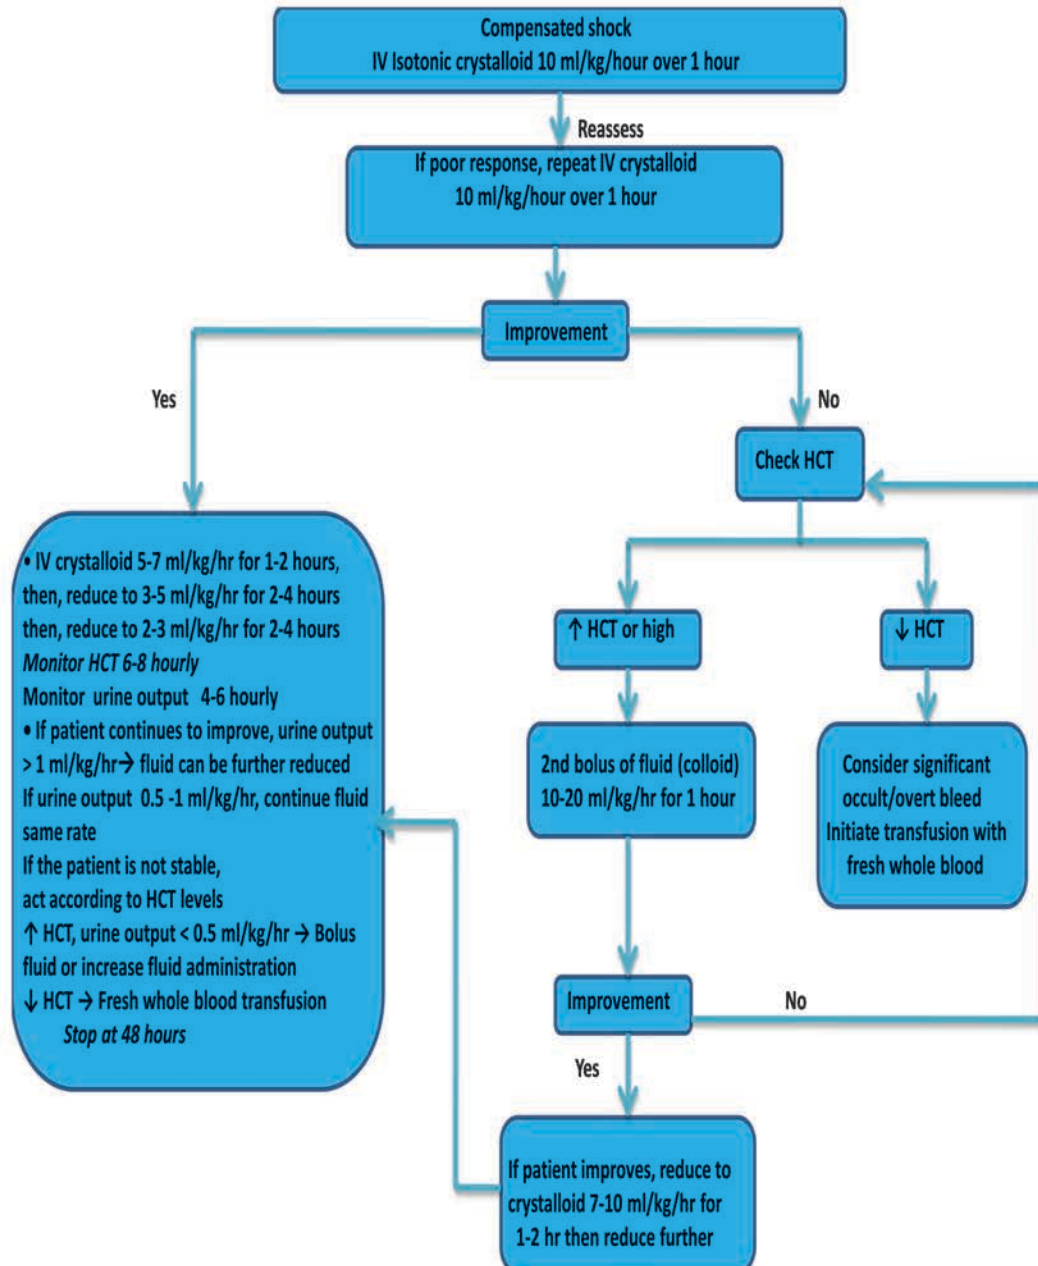 Compensated shock
IV Isotonic crystalloid 10 ml/kg/hour over 1 hour
Reassess
If poor response, repeat IV crystalloid
10 ml/kg/hour over 1 hour
Improvement
Yes
No
Check HCT
• IV crystalloid 5-7 ml/kg/hr for 1-2 hours,
then, reduce to 3-5 ml/kg/hr for 2-4 hours
then, reduce to 2-3 ml/kg/hr for 2-4 hours
Monitor HCT 6-8 hourly
Monitor urine output 4-6 hourly
• If patient continues to improve, urine output
> 1 ml/kg/hr→ fluid can be further reduced
If urine output 0.5 -1 ml/kg/hr, continue fluid
same rate
If the patient is not stable,
act according to HCT levels
↑ HCT, urine output < 0.5 ml/kg/hr → Bolus
fluid or increase fluid administration
↓ HCT → Fresh whole blood transfusion
Stop at 48 hours
↑ HCT or high
↓ HCT
2nd bolus of fluid (colloid)
10-20 ml/kg/hr for 1 hour
Consider significant
occult/overt bleed
Initiate transfusion with
fresh whole blood
Improvement
No
Yes
If patient improves, reduce to
crystalloid 7-10 ml/kg/hr for
1-2 hr then reduce further